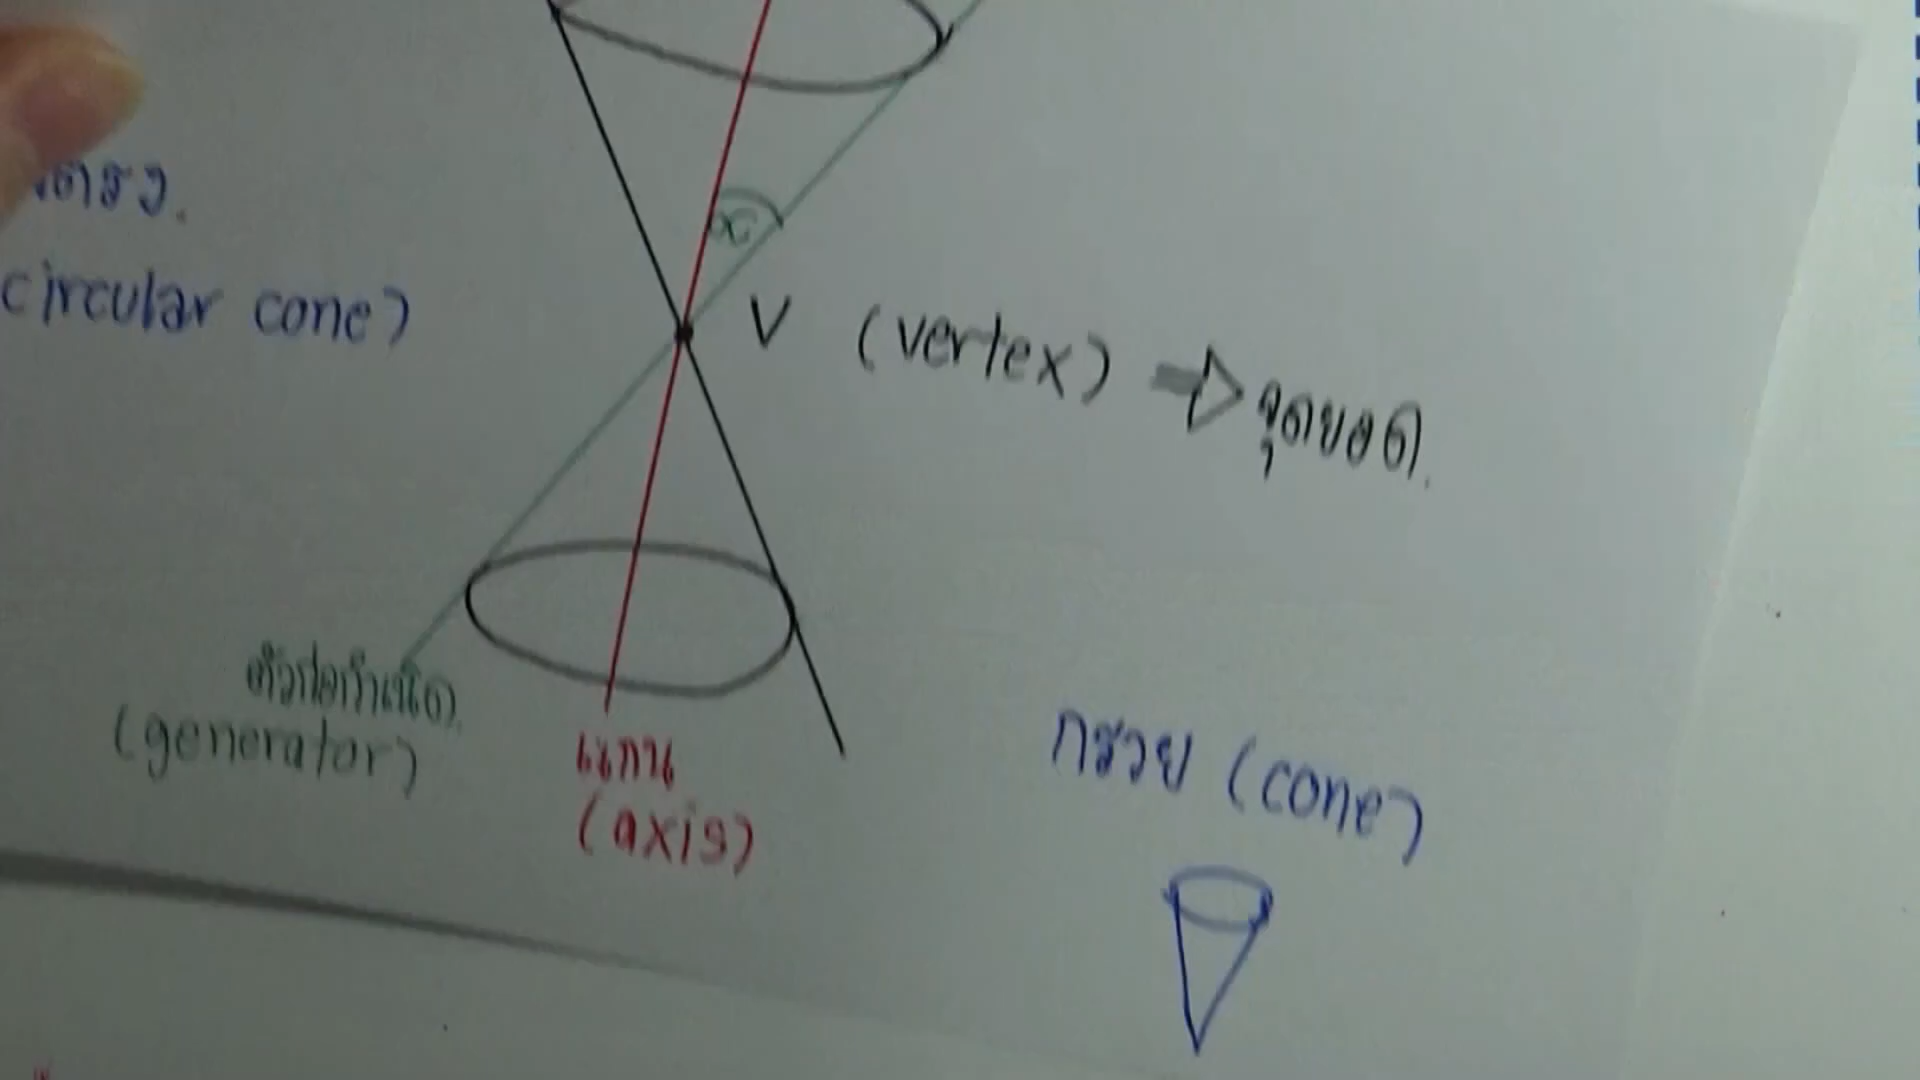 circular cone)
α
V (vertex) ⇒ จุดยอด.
ตัวก่อกำเนิด
(generator)
แกน
(axis)
กรวย (cone)